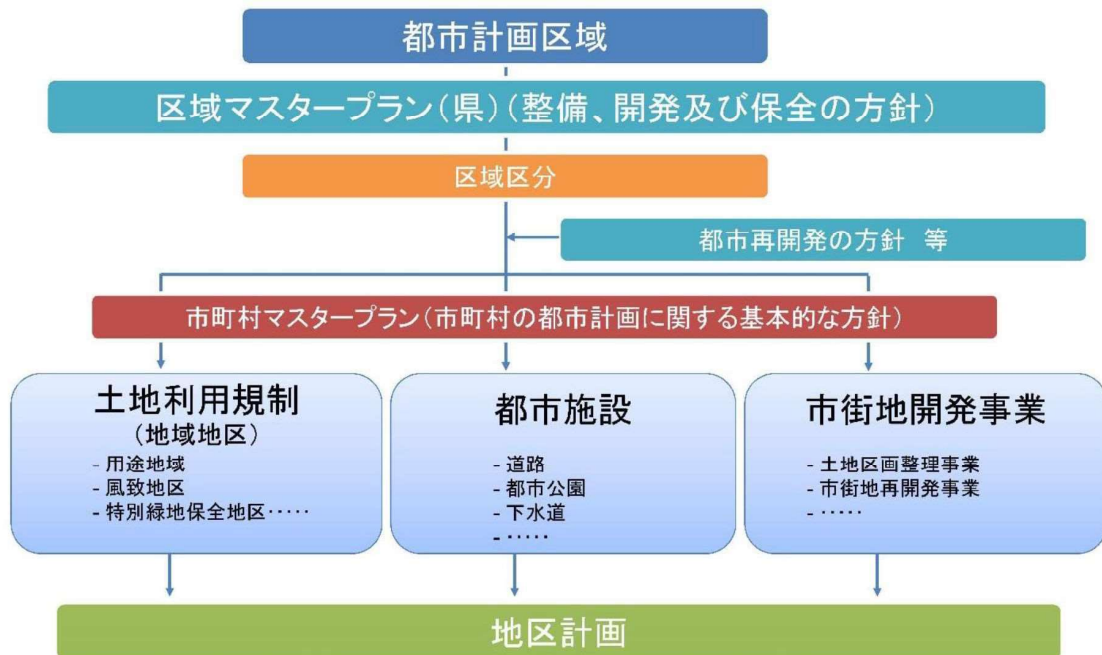 都市計画区域
区域マスタープラン(県)(整備、開発及び保全の方針)
区域区分
都市再開発の方針　等
市町村マスタープラン(市町村の都市計画に関する基本的な方針)
土地利用規制
(地域地区)
- 用途地域
- 風致地区
- 特別緑地保全地区・・・・・
都市施設
- 道路
- 都市公園
- 下水道
- ・・・・・
市街地開発事業
- 土地区画整理事業
- 市街地再開発事業
- ・・・・・
地区計画